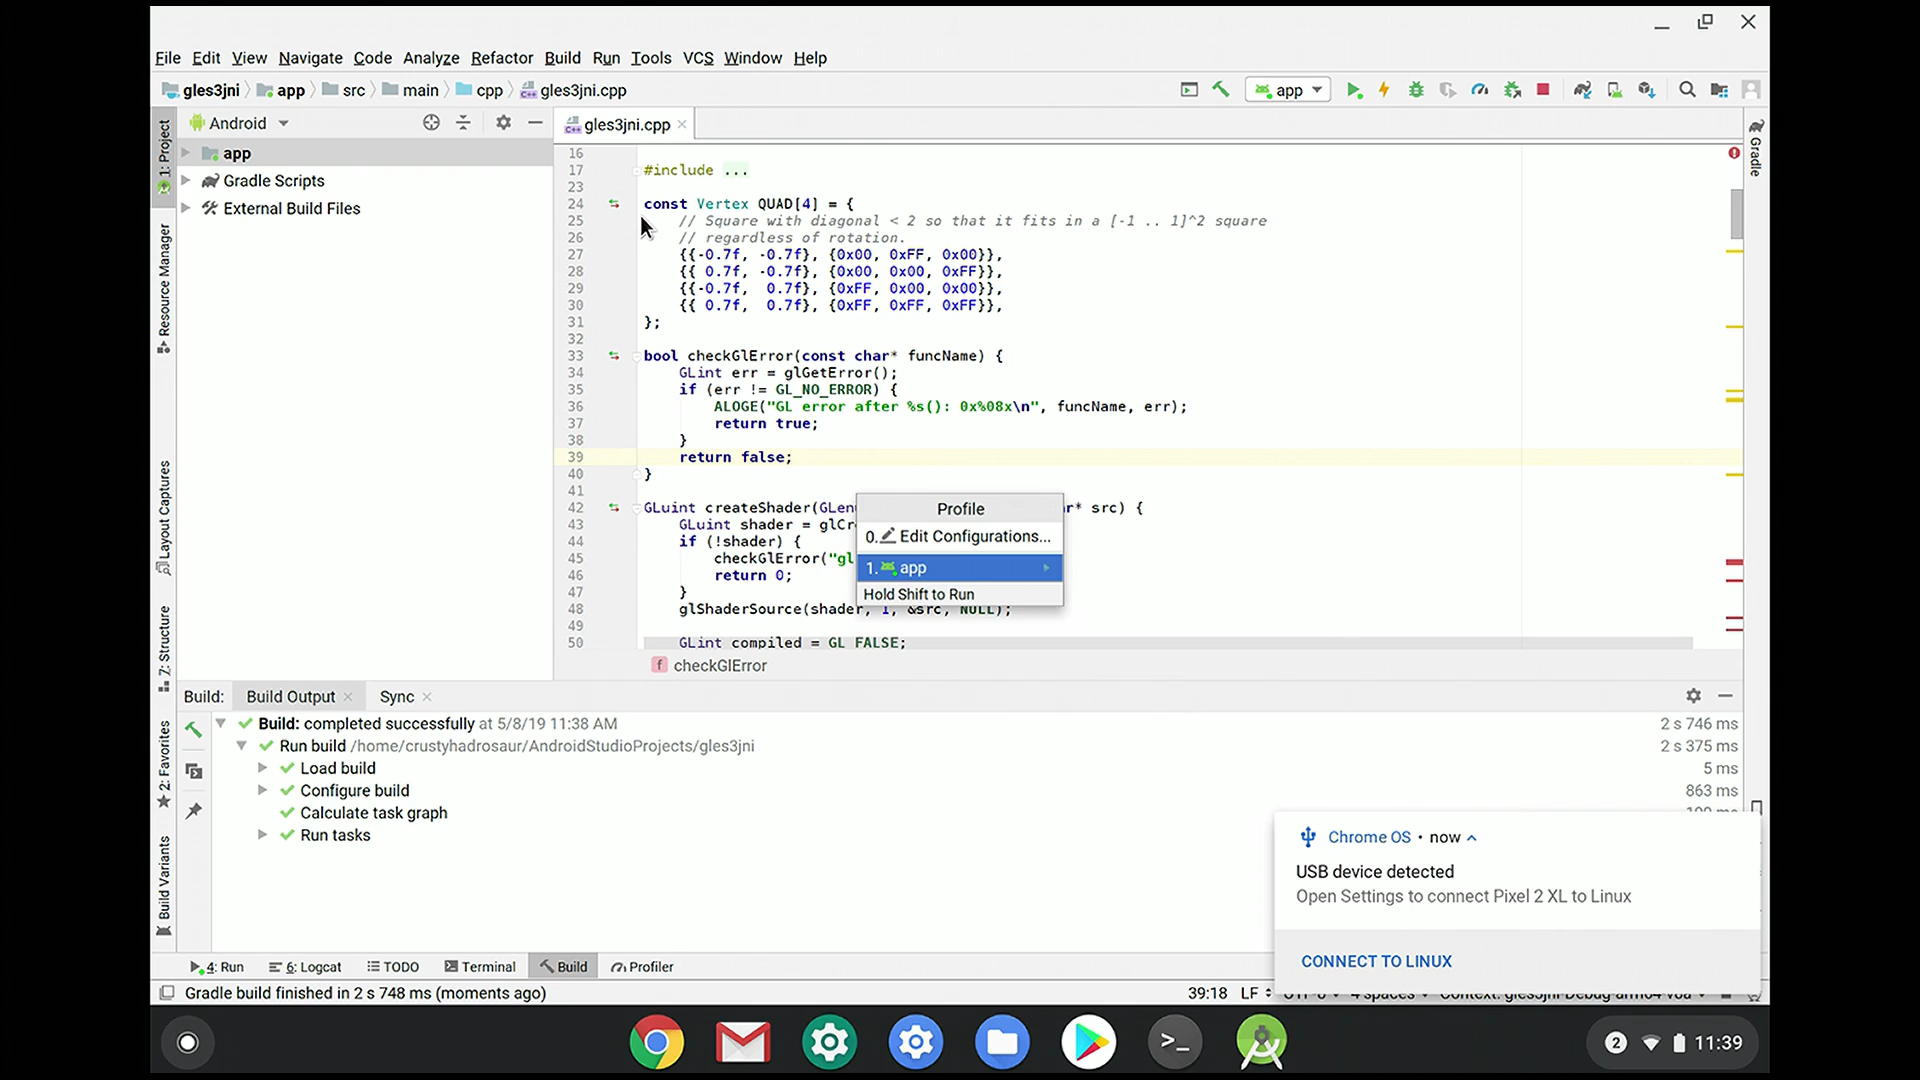 File Edit View Navigate Code Analyze Refactor Build Run Tools VCS Window Help
gles3jni app src main cpp gles3jni.cpp
app
Android
gles3jni.cpp
1: Project
Resource Manager
Layout Captures
7: Structure
2: Favorites
Build Variants
Gradle
app
Gradle Scripts
External Build Files
16
17 #include ...
23
24 const Vertex QUAD[4] = {
25 // Square with diagonal < 2 so that it fits in a [-1 .. 1]^2 square
26 // regardless of rotation.
27 {{-0.7f, -0.7f}, {0x00, 0xFF, 0x00}},
28 {{ 0.7f, -0.7f}, {0x00, 0x00, 0xFF}},
29 {{-0.7f,  0.7f}, {0xFF, 0x00, 0x00}},
30 {{ 0.7f,  0.7f}, {0xFF, 0xFF, 0xFF}},
31 };
32
33 bool checkGlError(const char* funcName) {
34 GLint err = glGetError();
35 if (err != GL_NO_ERROR) {
36 ALOGE("GL error after %s(): 0x%08x\n", funcName, err);
37 return true;
38 }
39 return false;
40 }
41
42 GLuint createShader(GLenu r* src) {
43 GLuint shader = glCr
44 if (!shader) {
45 checkGlError("gl
46 return 0;
47 }
48 glShaderSource(shader, 1, &src, NULL);
49
50 GLint compiled = GL_FALSE;
Profile
0. Edit Configurations...
1. app
Hold Shift to Run
f checkGlError
Build: Build Output Sync
Build: completed successfully at 5/8/19 11:38 AM 2 s 746 ms
Run build /home/crustyhadrosaur/AndroidStudioProjects/gles3jni 2 s 375 ms
Load build 5 ms
Configure build 863 ms
Calculate task graph
Run tasks
Chrome OS • now
USB device detected
Open Settings to connect Pixel 2 XL to Linux
CONNECT TO LINUX
4: Run 6: Logcat TODO Terminal Build Profiler
Gradle build finished in 2 s 748 ms (moments ago) 39:18 LF UTF-8 4 spaces Context: gles3jni-Debug-arm64-v8a
2 11:39